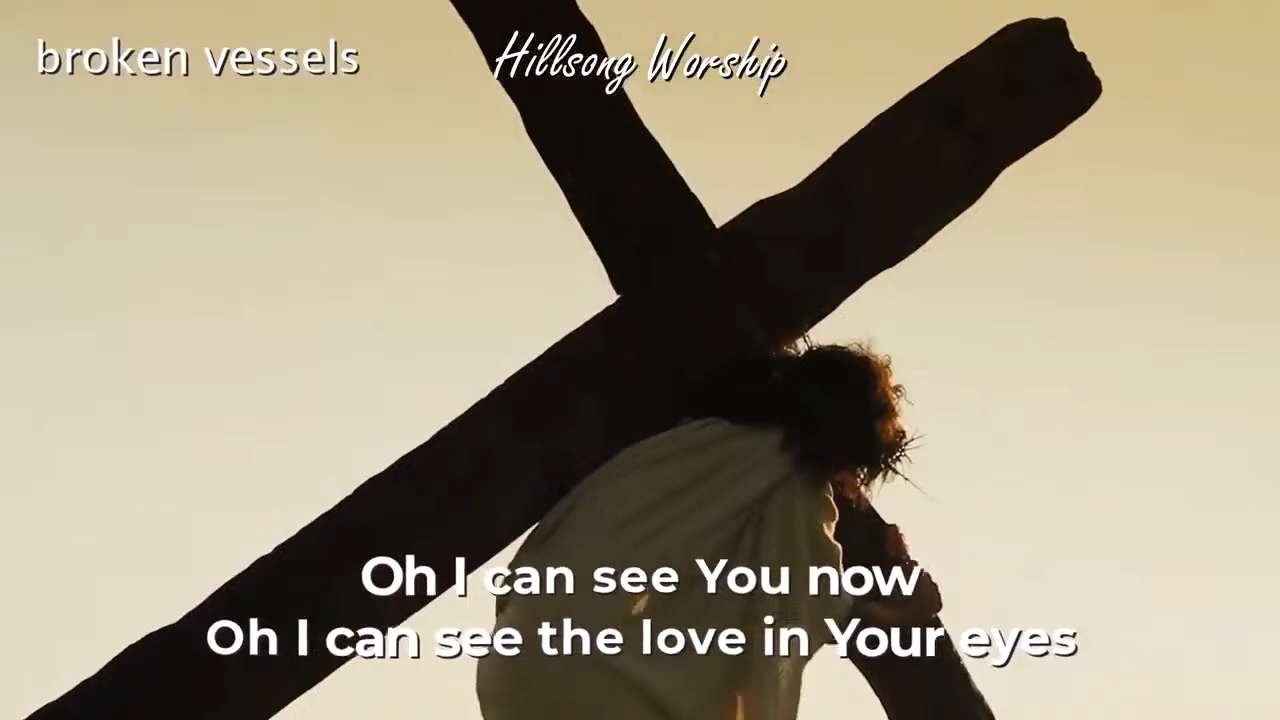 broken vessels
Hillsong Worship
Oh I can see You now
Oh I can see the love in Your eyes